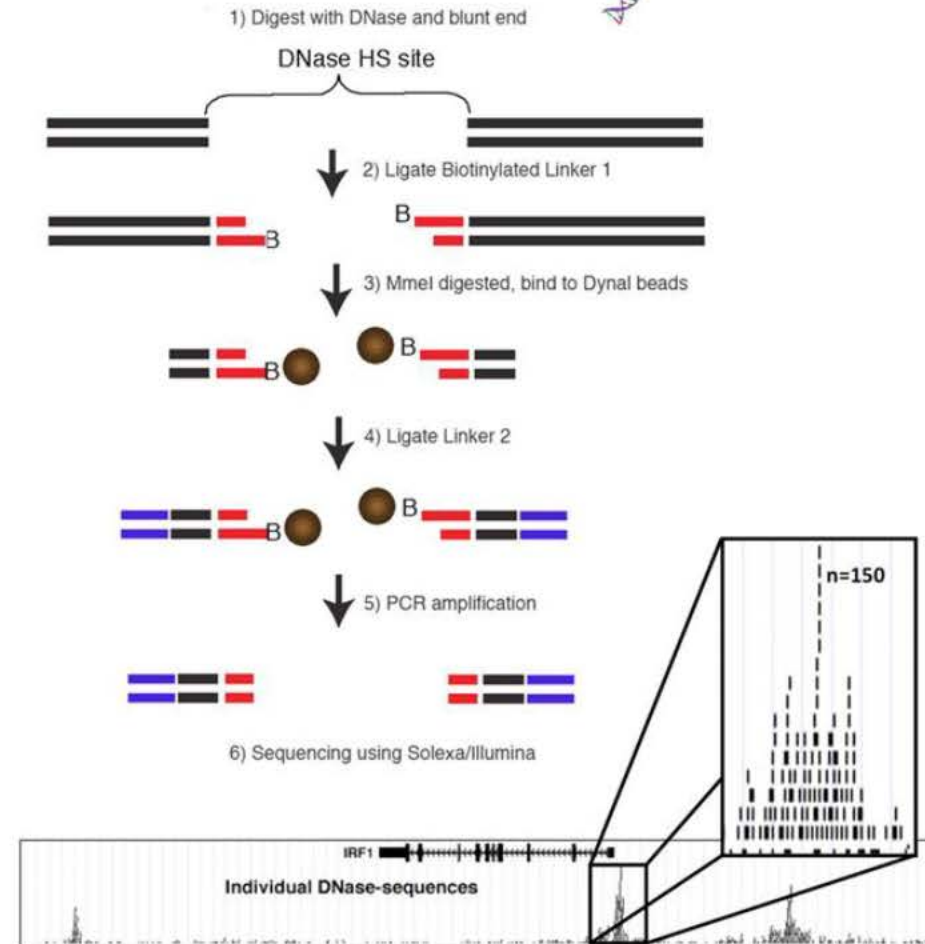 1) Digest with DNase and blunt end
DNase HS site
2) Ligate Biotinylated Linker 1
B
B
3) MmeI digested, bind to Dynal beads
B
B
4) Ligate Linker 2
B
B
5) PCR amplification
n=150
6) Sequencing using Solexa/Illumina
IRF1
Individual DNase-sequences